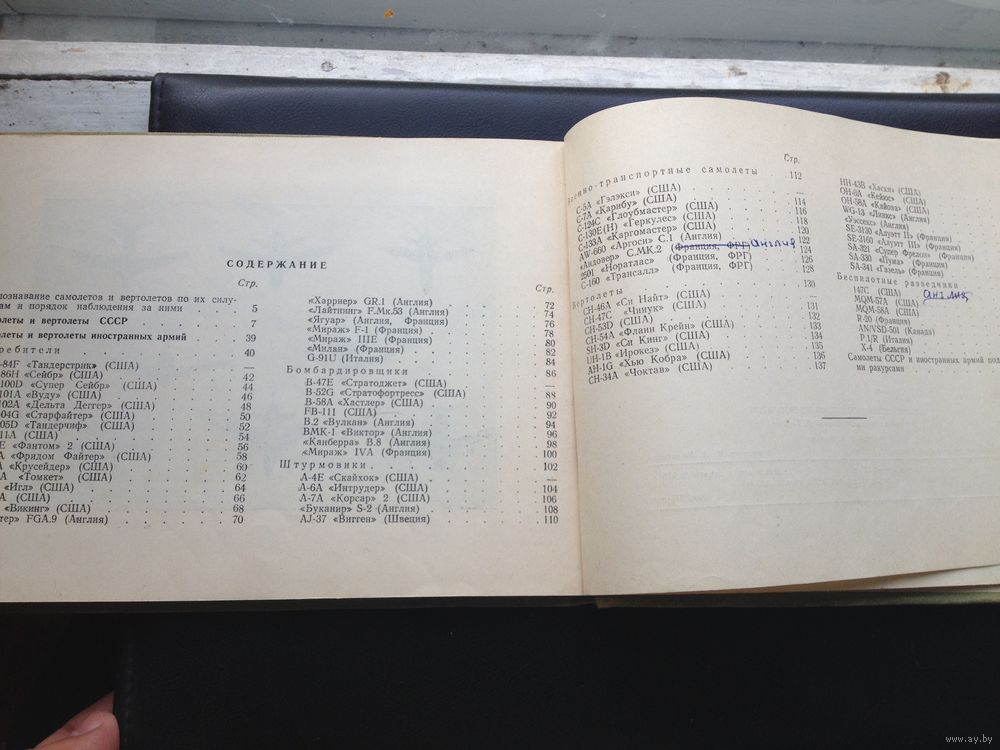 СОДЕРЖАНИЕ
Стр.
познавание самолетов и вертолетов по их силу-
ам и порядок наблюдения за ними 5
олеты и вертолеты СССР 7
олеты и вертолеты иностранных армий 39
ребители 40
-84F «Тандерстрик» (США) —
86H «Сейбр» (США) 42
100D «Супер Сейбр» (США) 44
101A «Вуду» (США) 46
102A «Дельта Деггер» (США) 48
04G «Старфайтер» (США) 50
05D «Тандерчиф» (США) 52
11A (США) 54
E «Фантом» 2 (США) 56
A «Фридом Файтер» (США) 58
A «Крусейдер» (США) 60
A «Томкет» (США) 62
«Игл» (США) 64
A (США) 66
«Викинг» (США) 68
тер» FGA.9 (Англия) 70
Стр.
«Харриер» GR.1 (Англия) 72
«Лайтнинг» F.Mк.53 (Англия) 74
«Ягуар» (Англия, Франция) 76
«Мираж» F-1 (Франция) 78
«Мираж» IIIE (Франция) 80
«Милан» (Франция) 82
G-91U (Италия) 84
Бомбардировщики 86
B-47E «Стратоджет» (США) —
B-52G «Стратофортресс» (США) 88
B-58A «Хастлер» (США) 90
FB-111 (США) 92
B.2 «Вулкан» (Англия) 94
BMK-1 «Виктор» (Англия) 96
«Канберра» B.8 (Англия) 98
«Мираж» IVA (Франция) 100
Штурмовики 102
A-4E «Скайхок» (США) —
A-6A «Интрудер» (США) 104
A-7A «Корсар» 2 (США) 106
«Буканир» S-2 (Англия) 108
AJ-37 «Вигген» (Швеция) 110
Стр.
Военно-транспортные самолеты 112
C-5A «Гэлэкси» (США) —
C-7A «Карибу» (США) 114
C-124C «Глоубмастер» (США) 116
C-130E(H) «Геркулес» (США) 118
C-133A «Каргомастер» (США) 120
AW-660 «Аргоси» C.1 (Англия) 122
«Андовер» C.MK.2 (Франция, ФРГ) Англия 124
2501 «Норатлас» (Франция, ФРГ) 126
C-160 «Трансалл» (Франция, ФРГ) 128
Вертолеты
CH-46A «Си Найт» (США) 130
CH-47C «Чинук» (США) 131
CH-53D (США) 132
CH-54A «Флаин Крейн» (США) 133
SH-3D «Си Кинг» (США) 134
UH-1B «Ирокез» (США) 135
AH-1G «Хью Кобра» (США) 136
CH-34A «Чоктав» (США) 137
HH-43B «Хаски» (США)
OH-6A «Кейюс» (США)
OH-58A «Кайова» (США)
WG-13 «Линкс» (Англия)
«Уэссекс» (Англия)
SE-3130 «Алуэтт II» (Франция)
SE-3160 «Алуэтт III» (Франция)
SA-321 «Супер Фрелон» (Франция)
SA-330 «Пума» (Франция)
SA-341 «Газель» (Франция)
Беспилотные разведчики
147C (США) Англия
MQM-57A (США)
MQM-58A (США)
R-20 (Франция)
AN/VSD-501 (Канада)
P.1/R (Италия)
X-4 (Бельгия)
Самолеты СССР и иностранных армий под
ми ракурсами
www.ay.by